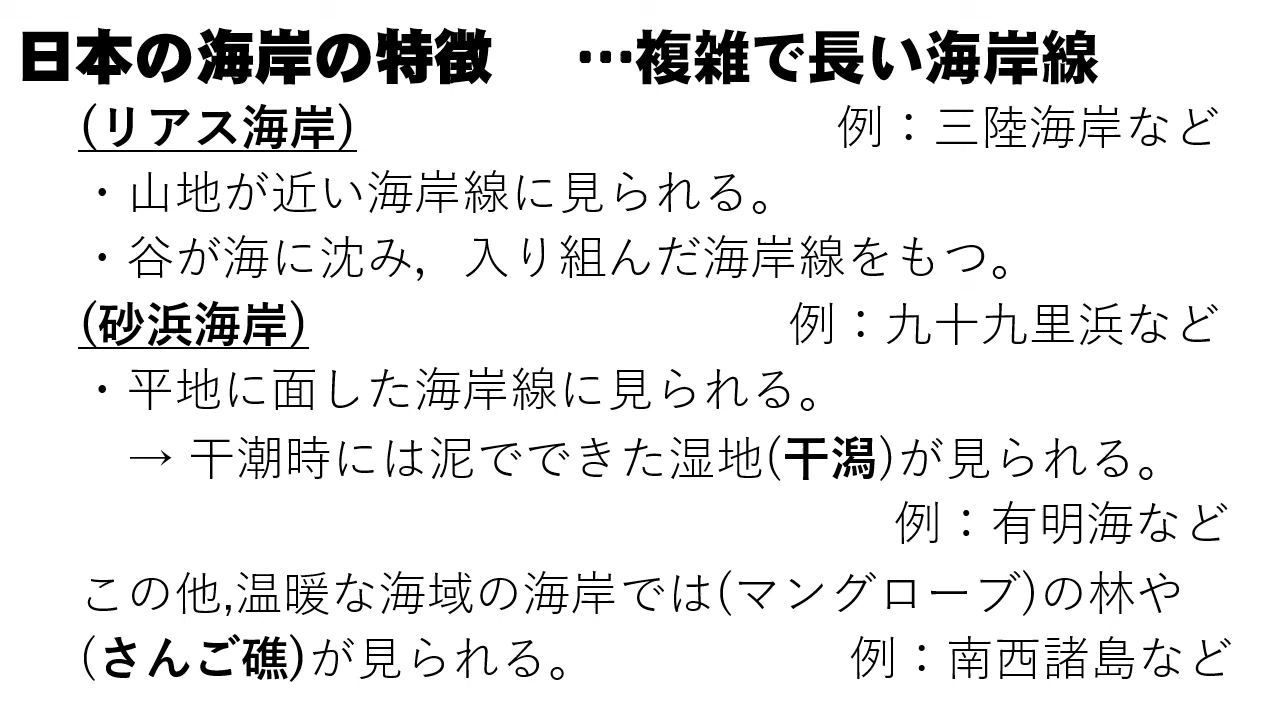 日本の海岸の特徴　…複雑で長い海岸線
(リアス海岸)　例：三陸海岸など
・山地が近い海岸線に見られる。
・谷が海に沈み，入り組んだ海岸線をもつ。
(砂浜海岸)　例：九十九里浜など
・平地に面した海岸線に見られる。
→ 干潮時には泥でできた湿地(干潟)が見られる。
例：有明海など
この他,温暖な海域の海岸では(マングローブ)の林や
(さんご礁)が見られる。　例：南西諸島など